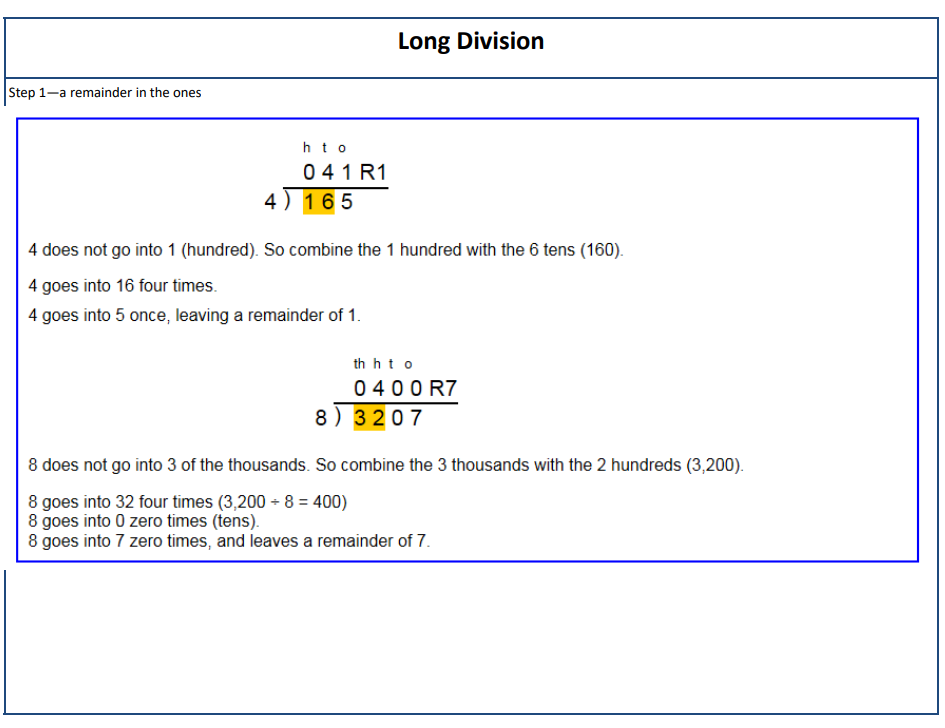 Long Division
Step 1—a remainder in the ones
h t o
0 4 1 R1
4 ) 1 6 5
4 does not go into 1 (hundred). So combine the 1 hundred with the 6 tens (160).
4 goes into 16 four times.
4 goes into 5 once, leaving a remainder of 1.
th h t o
0 4 0 0 R7
8 ) 3 2 0 7
8 does not go into 3 of the thousands. So combine the 3 thousands with the 2 hundreds (3,200).
8 goes into 32 four times (3,200 ÷ 8 = 400)
8 goes into 0 zero times (tens).
8 goes into 7 zero times, and leaves a remainder of 7.